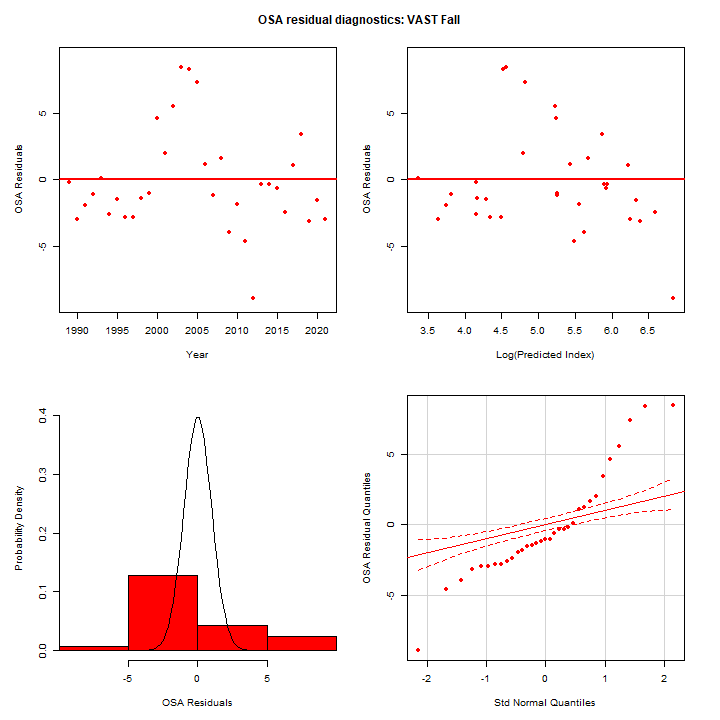 OSA residual diagnostics: VAST Fall
OSA Residuals
5
0
-5
1990 1995 2000 2005 2010 2015 2020
Year
OSA Residuals
5
0
-5
3.5 4.0 4.5 5.0 5.5 6.0 6.5
Log(Predicted Index)
Probability Density
0.4
0.3
0.2
0.1
0.0
-5 0 5
OSA Residuals
OSA Residual Quantiles
5
0
-5
-2 -1 0 1 2
Std Normal Quantiles